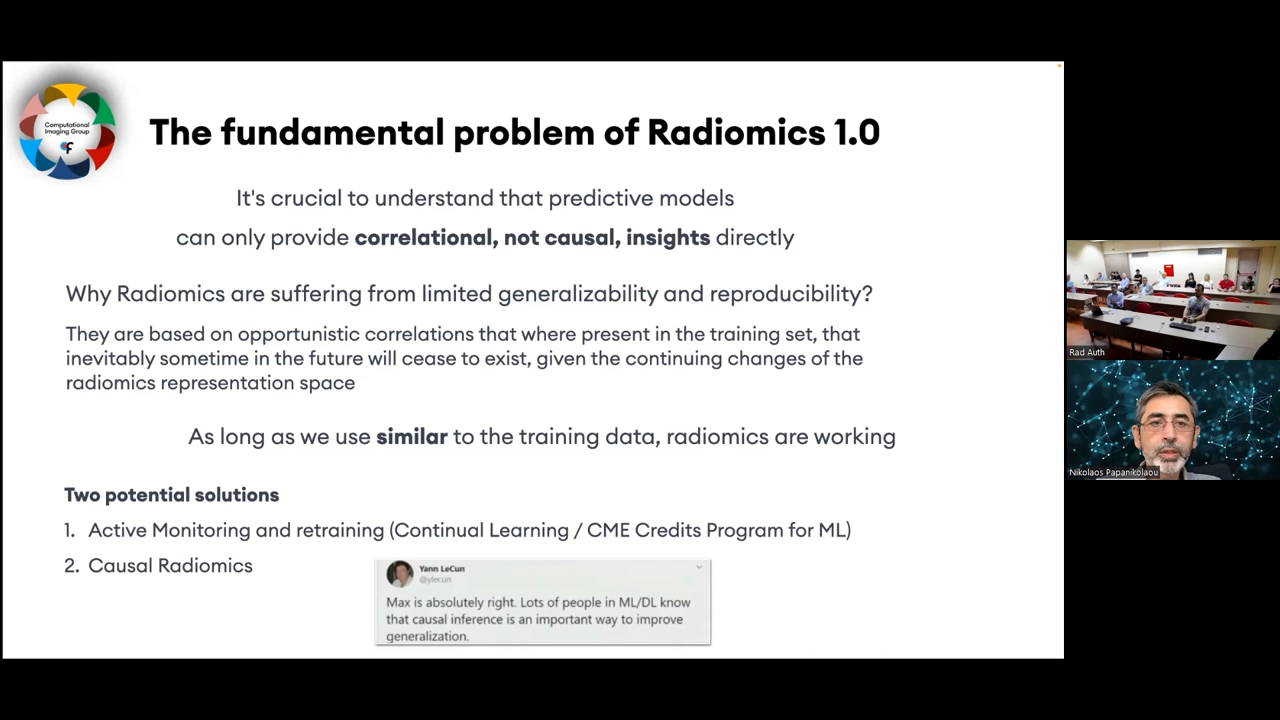 Computational
Imaging Group
The fundamental problem of Radiomics 1.0
It's crucial to understand that predictive models
can only provide correlational, not causal, insights directly
Why Radiomics are suffering from limited generalizability and reproducibility?
They are based on opportunistic correlations that where present in the training set, that
inevitably sometime in the future will cease to exist, given the continuing changes of the
radiomics representation space
As long as we use similar to the training data, radiomics are working
Two potential solutions
1. Active Monitoring and retraining (Continual Learning / CME Credits Program for ML)
2. Causal Radiomics
Yann LeCun
@ylecun
Max is absolutely right. Lots of people in ML/DL know
that causal inference is an important way to improve
generalization.
Rad Auth
Nikolaos Papanikolaou